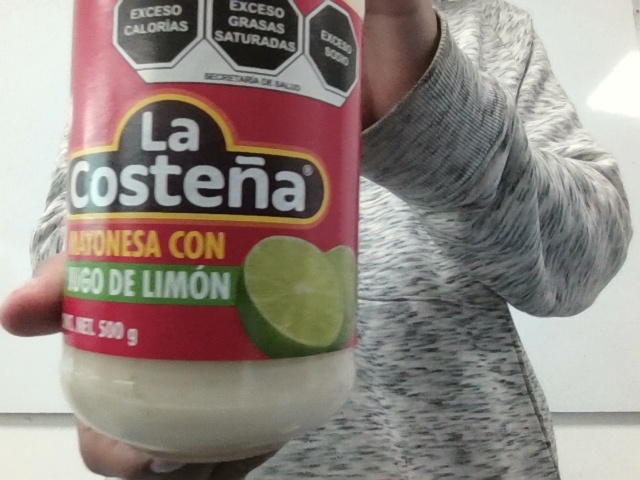 EXCESO
CALORÍAS
EXCESO
GRASAS
SATURADAS
EXCESO
SODIO
SECRETARÍA DE SALUD
La
Costeña®
MAYONESA CON
JUGO DE LIMÓN
CONT. NET. 500 g